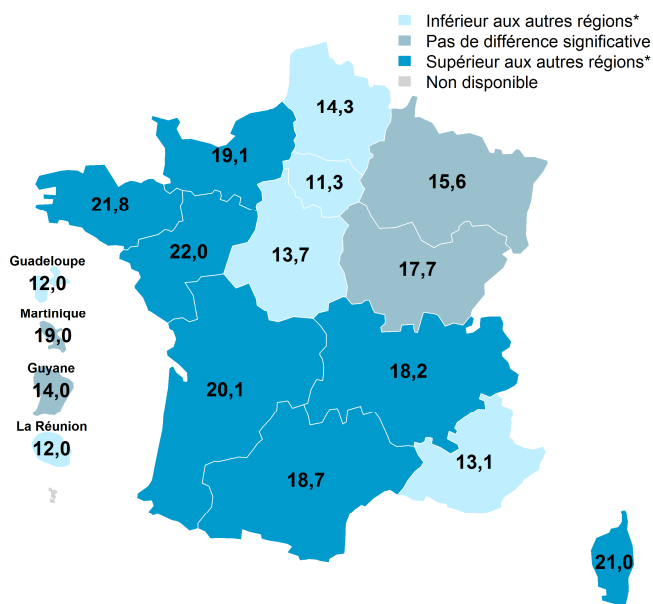 Inférieur aux autres régions*
Pas de différence significative
Supérieur aux autres régions*
Non disponible
14,3
19,1
11,3
15,6
21,8
22,0
13,7
17,7
Guadeloupe
12,0
Martinique
19,0
Guyane
14,0
La Réunion
12,0
20,1
18,2
13,1
18,7
21,0